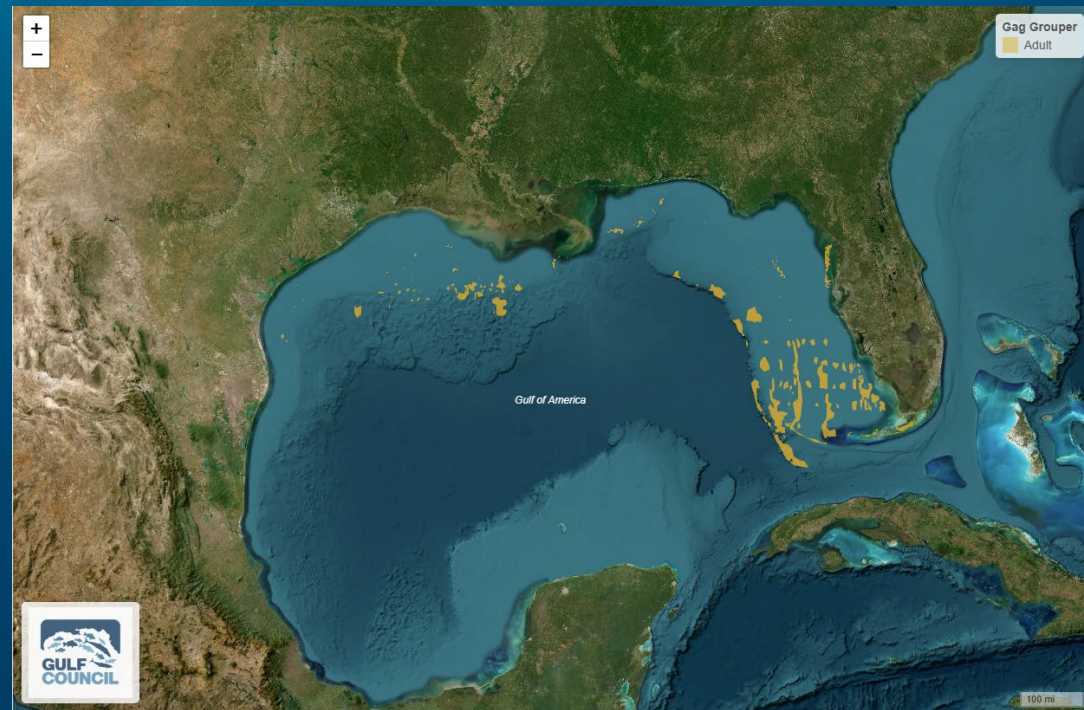 +
−
Gag Grouper
Adult
Gulf of America
GULF
COUNCIL
100 mi